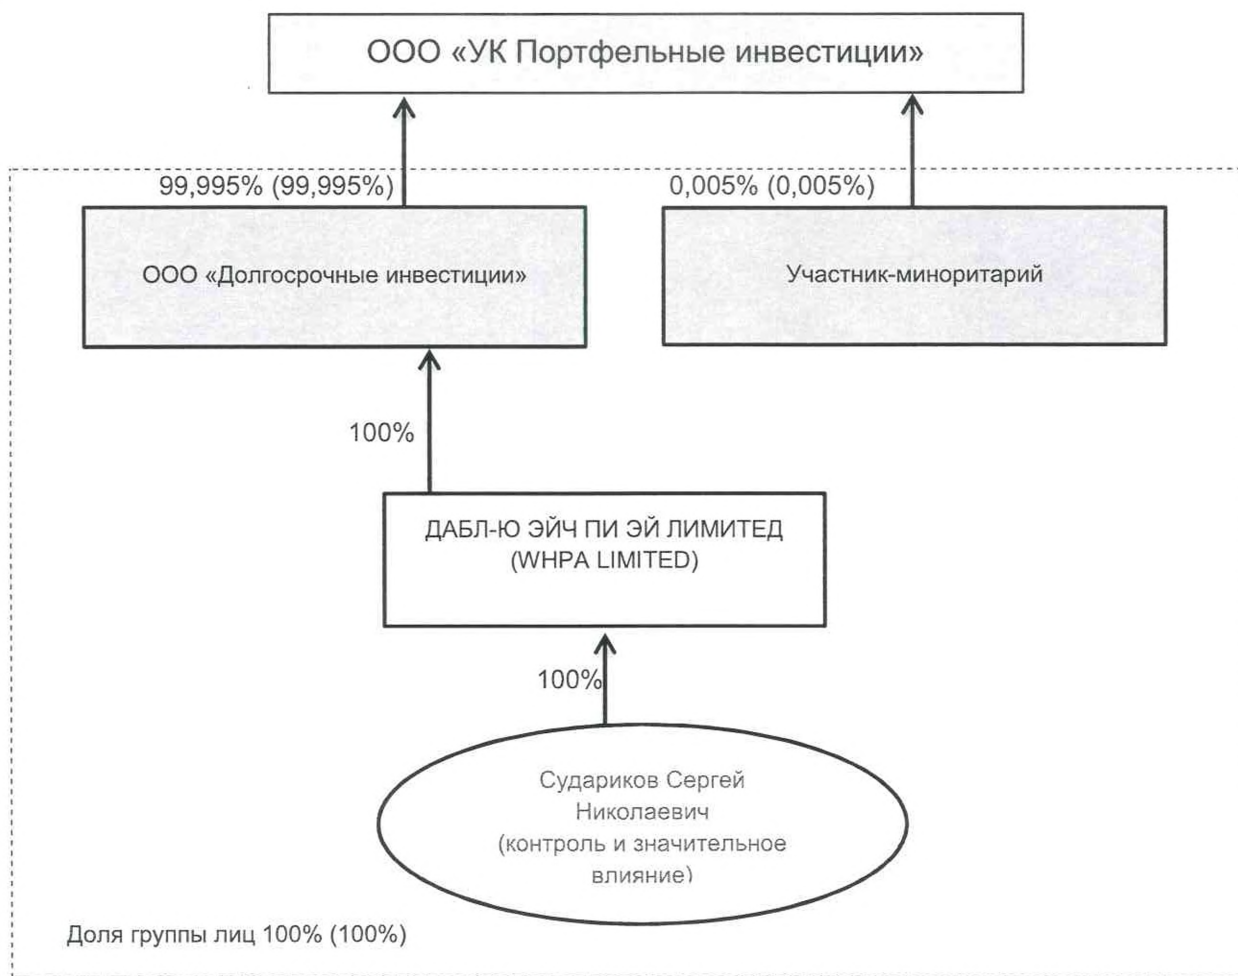 ООО «УК Портфельные инвестиции»
99,995% (99,995%)
0,005% (0,005%)
ООО «Долгосрочные инвестиции»
Участник-миноритарий
100%
ДАБЛ-Ю ЭЙЧ ПИ ЭЙ ЛИМИТЕД
(WHPA LIMITED)
100%
Судариков Сергей
Николаевич
(контроль и значительное
влияние)
Доля группы лиц 100% (100%)